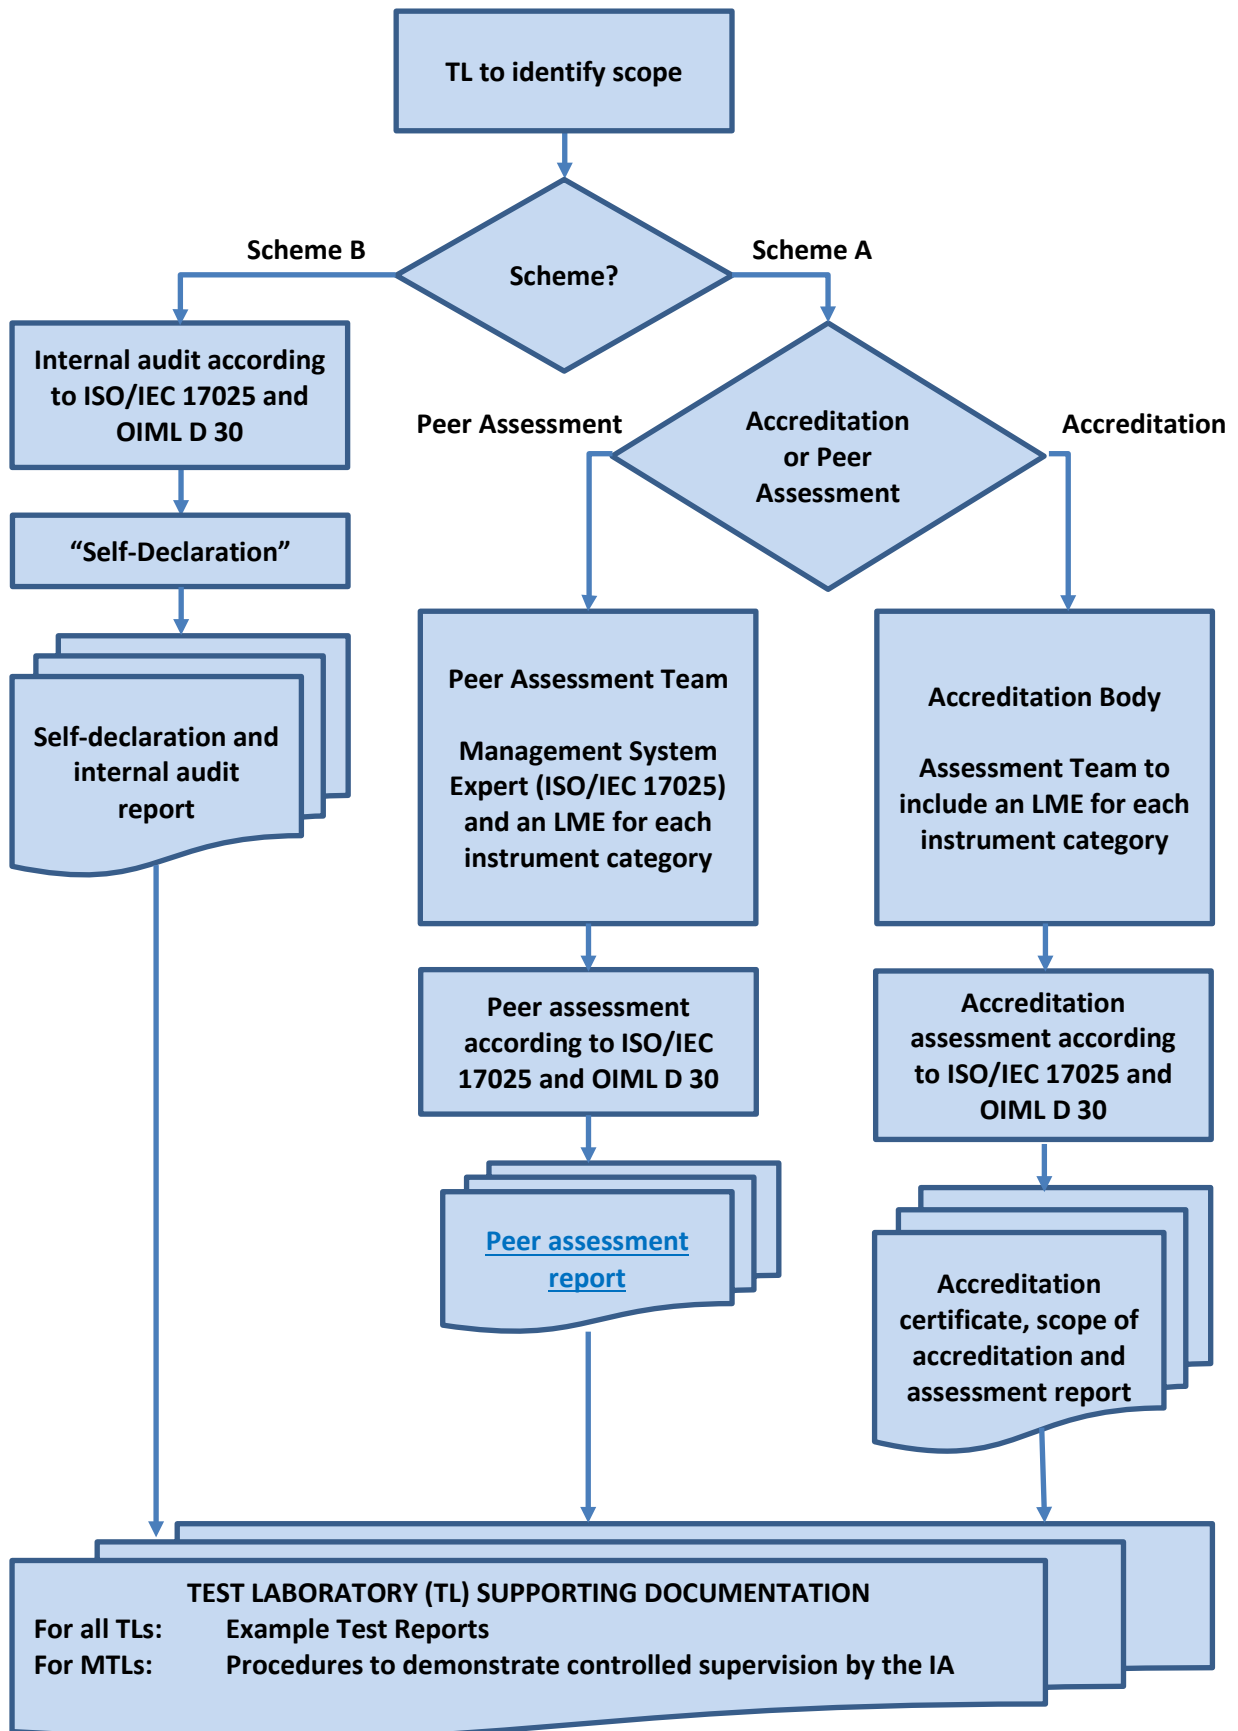 TL to identify scope
Scheme B
Scheme A
Scheme?
Internal audit according
to ISO/IEC 17025 and
OIML D 30
Peer Assessment
Accreditation
or Peer
Assessment
Accreditation
“Self-Declaration”
Self-declaration and
internal audit
report
Peer Assessment Team
Management System
Expert (ISO/IEC 17025)
and an LME for each
instrument category
Accreditation Body
Assessment Team to
include an LME for each
instrument category
Peer assessment
according to ISO/IEC
17025 and OIML D 30
Accreditation
assessment according
to ISO/IEC 17025 and
OIML D 30
Peer assessment
report
Accreditation
certificate, scope of
accreditation and
assessment report
TEST LABORATORY (TL) SUPPORTING DOCUMENTATION
For all TLs: Example Test Reports
For MTLs: Procedures to demonstrate controlled supervision by the IA